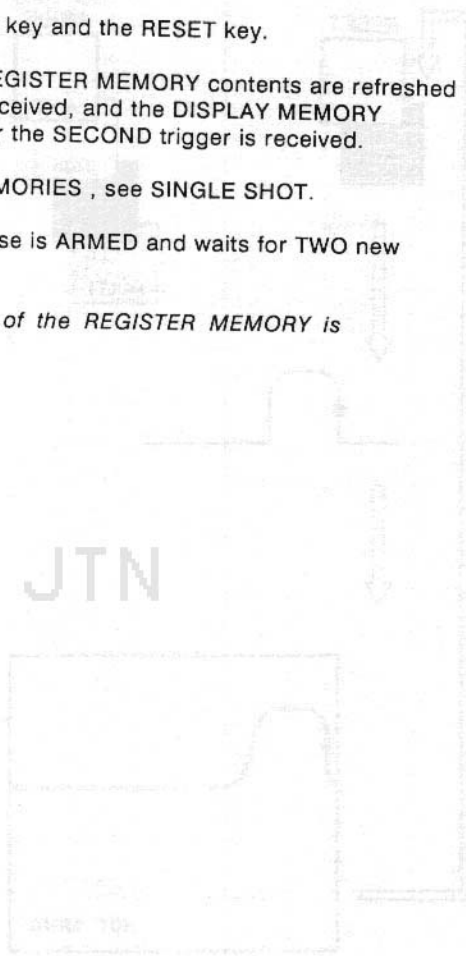 key and the RESET key.
EGISTER MEMORY contents are refreshed
ceived, and the DISPLAY MEMORY
r the SECOND trigger is received.
MORIES , see SINGLE SHOT.
se is ARMED and waits for TWO new
of the REGISTER MEMORY is
JTN